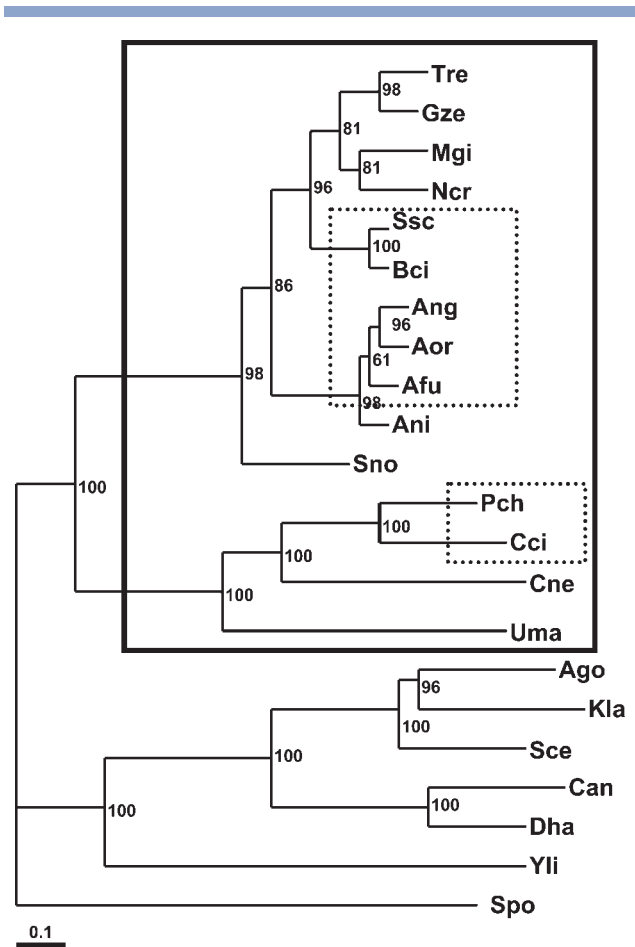 Tre
98
Gze
81
Mgi
81
Ncr
96
Ssc
100
Bci
86
Ang
96
Aor
61
Afu
98
Ani
98
Sno
100
Pch
100
Cci
100
Cne
100
Uma
Ago
96
Kla
100
Sce
100
Can
100
Dha
100
Yli
Spo
0.1